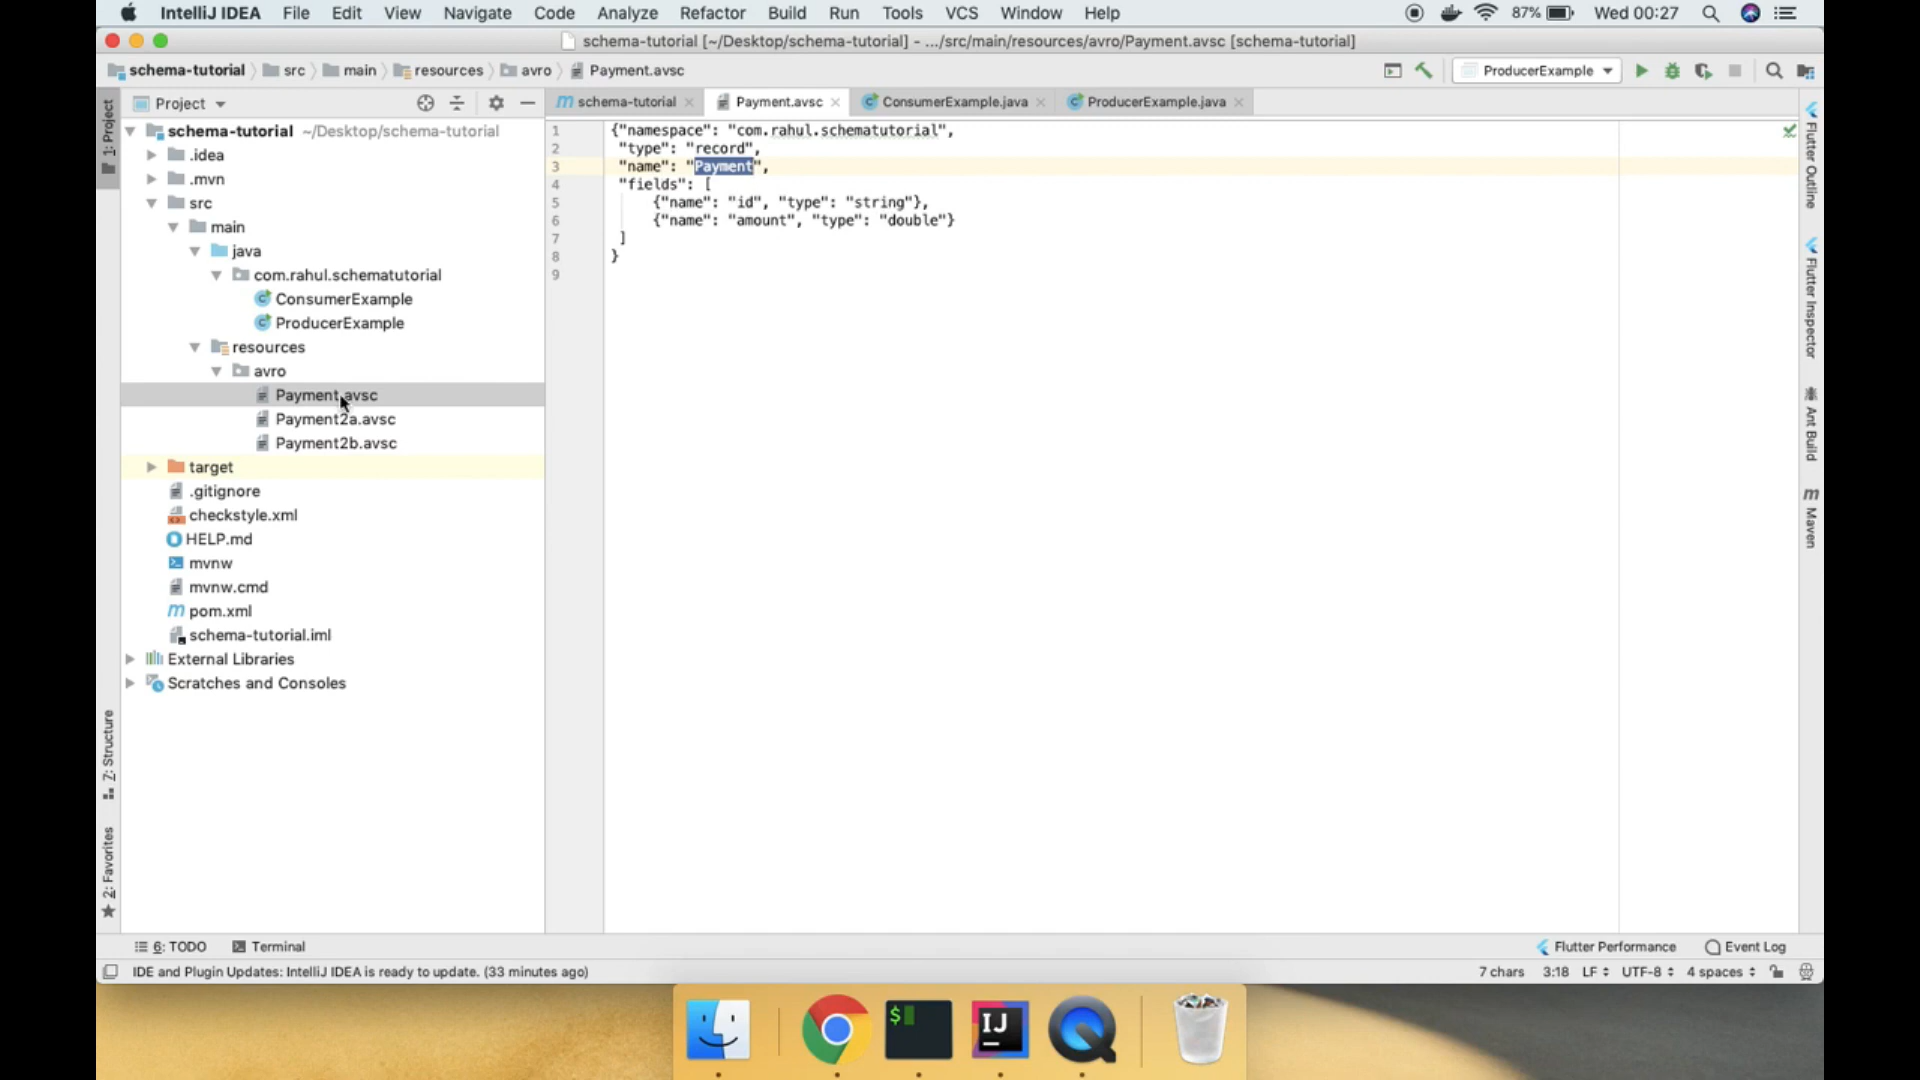 IntelliJ IDEA File Edit View Navigate Code Analyze Refactor Build Run Tools VCS Window Help 87% Wed 00:27
schema-tutorial [~/Desktop/schema-tutorial] - .../src/main/resources/avro/Payment.avsc [schema-tutorial]
schema-tutorial src main resources avro Payment.avsc ProducerExample
Project schema-tutorial Payment.avsc ConsumerExample.java ProducerExample.java
1: Project
schema-tutorial ~/Desktop/schema-tutorial
.idea
.mvn
src
main
java
com.rahul.schematutorial
ConsumerExample
ProducerExample
resources
avro
Payment.avsc
Payment2a.avsc
Payment2b.avsc
target
.gitignore
checkstyle.xml
HELP.md
mvnw
mvnw.cmd
m pom.xml
schema-tutorial.iml
External Libraries
Scratches and Consoles
1 {"namespace": "com.rahul.schematutorial",
2 "type": "record",
3 "name": "Payment",
4 "fields": [
5 {"name": "id", "type": "string"},
6 {"name": "amount", "type": "double"}
7 ]
8 }
9
Flutter Outline
Flutter Inspector
Ant Build
m Maven
Z: Structure
2: Favorites
6: TODO Terminal Flutter Performance Event Log
IDE and Plugin Updates: IntelliJ IDEA is ready to update. (33 minutes ago) 7 chars 3:18 LF UTF-8 4 spaces
$ IJ